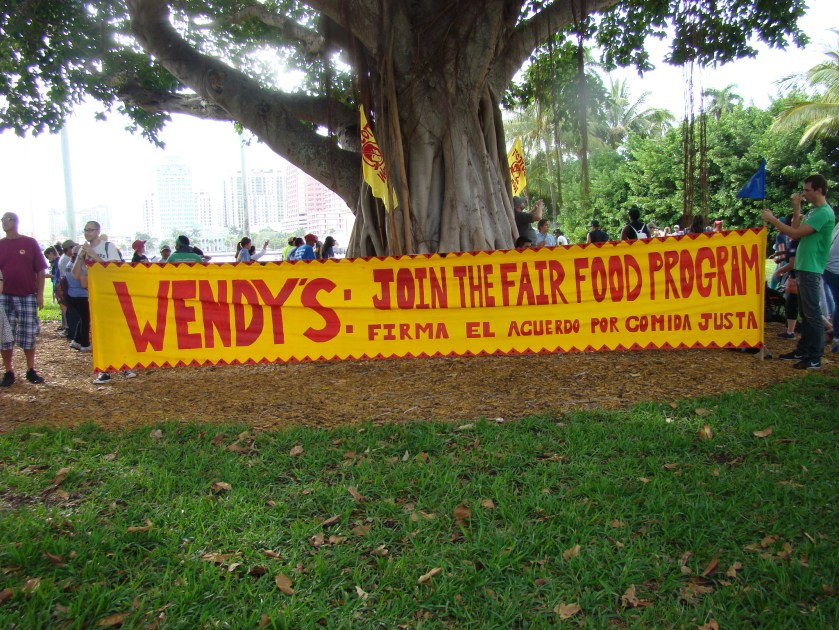 WENDY'S: JOIN THE FAIR FOOD PROGRAM
FIRMA EL ACUERDO POR COMIDA JUSTA